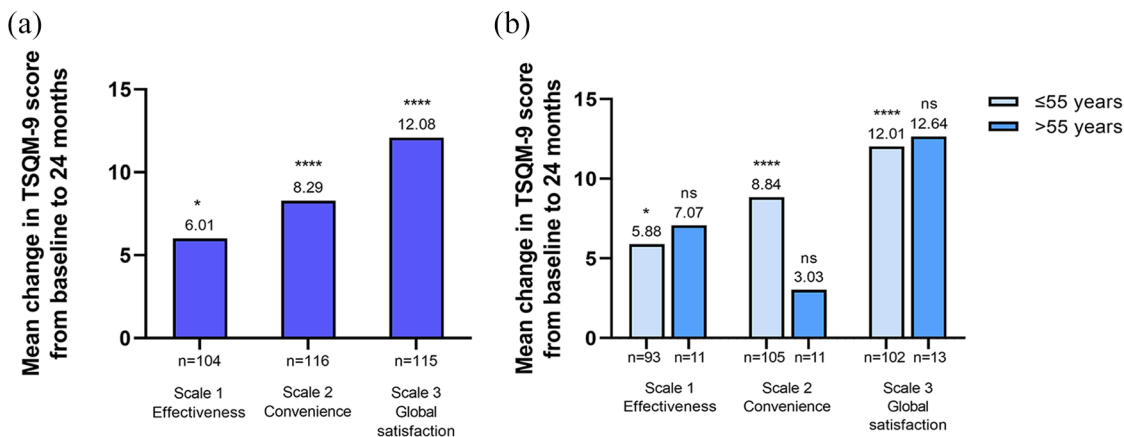 (a)
Mean change in TSQM-9 score
from baseline to 24 months
15
10
5
0
*
6.01
****
8.29
****
12.08
n=104
n=116
n=115
Scale 1
Effectiveness
Scale 2
Convenience
Scale 3
Global
satisfaction
(b)
Mean change in TSQM-9 score
from baseline to 24 months
15
10
5
0
*
5.88
ns
7.07
****
8.84
ns
3.03
****
12.01
ns
12.64
n=93
n=11
n=105
n=11
n=102
n=13
Scale 1
Effectiveness
Scale 2
Convenience
Scale 3
Global
satisfaction
≤55 years
>55 years